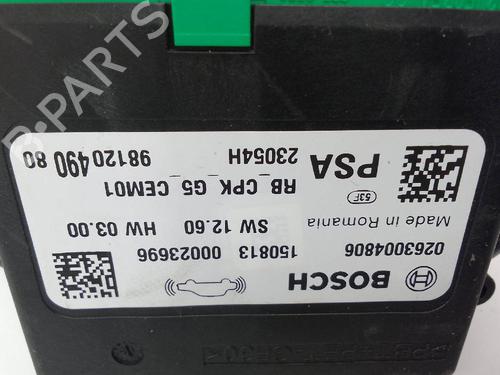 BOSCH
0263004806
Made in Romania
53F
PSA
150813 00023696
SW 12.60 HW 03.00
RB_CPK_G5_CEM01
23054H
98120490 80
B-PARTS